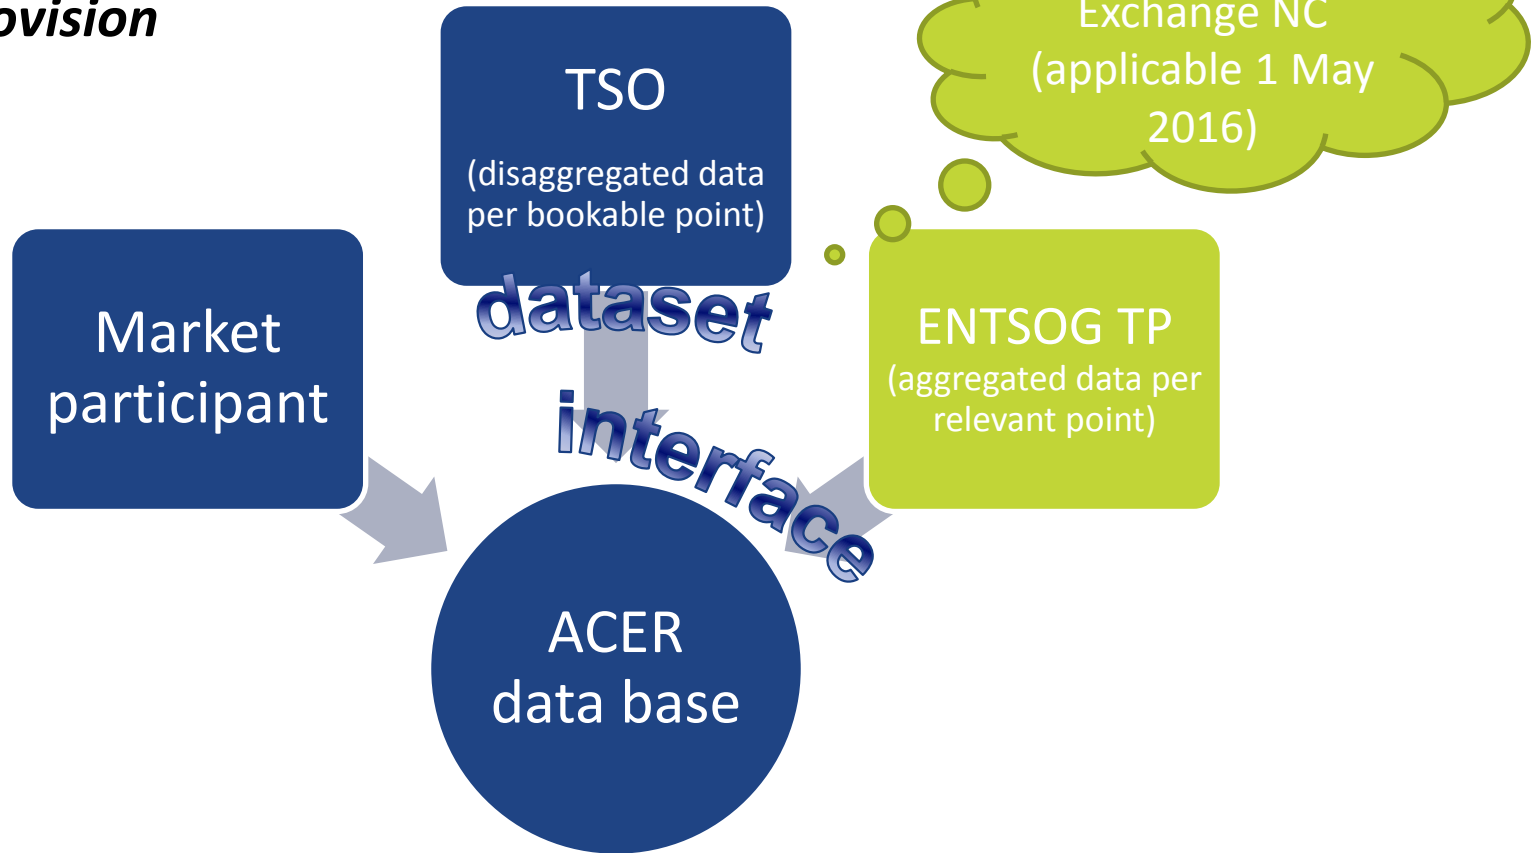 ovision
Exchange NC
(applicable 1 May
2016)
TSO
(disaggregated data
per bookable point)
Market
participant
dataset
interface
ENTSOG TP
(aggregated data per
relevant point)
ACER
data base